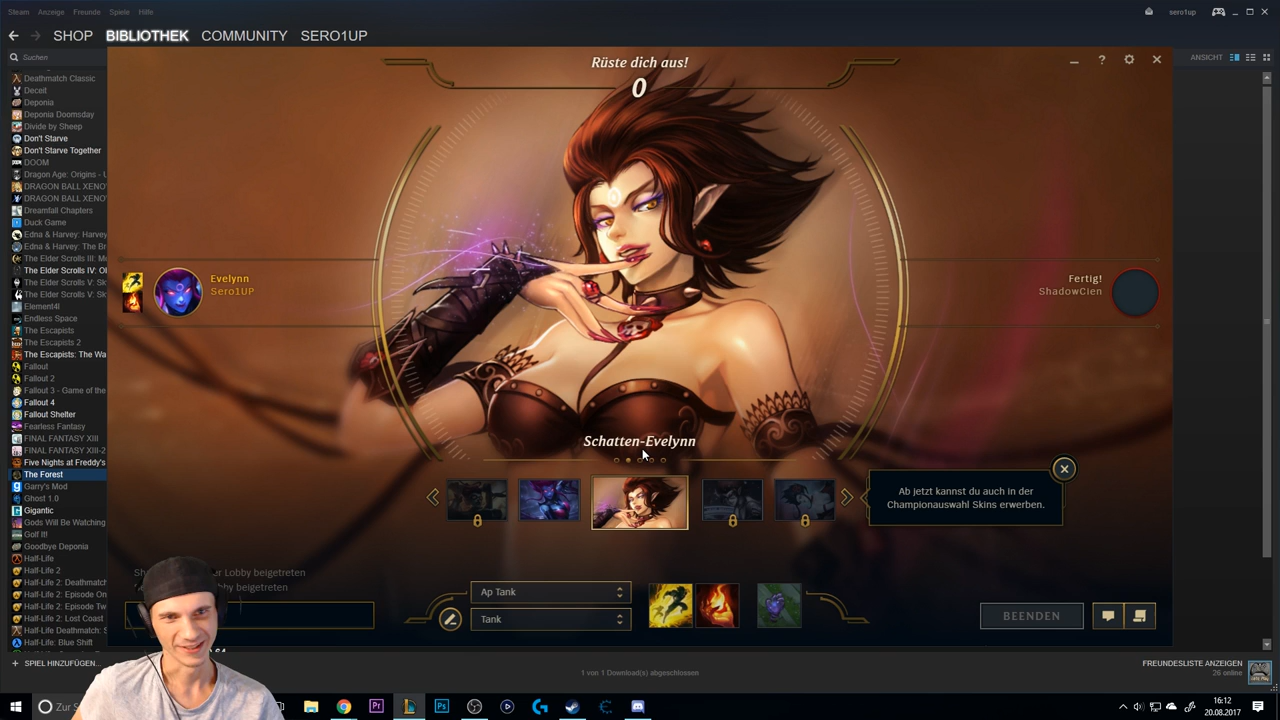 Steam Anzeige Freunde Spiele Hilfe
sero1up
SHOP BIBLIOTHEK COMMUNITY SERO1UP
Suchen
ANSICHT
Deathmatch Classic
Deceit
Deponia
Deponia Doomsday
Divide by Sheep
Don't Starve
Don't Starve Together
DOOM
Dragon Age: Origins -
DRAGON BALL
DRAGON BALL
Dreamfall Chapters
Duck Game
Edna & Harvey: Harvey
Edna & Harvey: The Br
The Elder Scrolls III: Mo
The Elder Scrolls IV: Ol
The Elder Scrolls V: Sk
The Elder Scrolls V: Sk
Element4l
Endless Space
The Escapists
The Escapists 2
The Escapists: The Wa
Fallout
Fallout 2
Fallout 3 - Game of the
Fallout 4
Fallout Shelter
Fearless Fantasy
FINAL FANTASY XIII
FINAL FANTASY XIII-2
Five Nights at Freddy's
The Forest
Garry's Mod
Ghost 1.0
Gigantic
Gods Will Be Watching
Golf It!
Goodbye Deponia
Half-Life
Half-Life 2
Half-Life 2: Deathmatch
Half-Life 2: Episode On
Half-Life 2: Episode Tw
Half-Life 2: Lost Coast
Half-Life Deathmatch: S
Half-Life: Blue Shift
Rüste dich aus!
0
Evelynn
Sero1UP
Fertig!
ShadowCien
Schatten-Evelynn
Ab jetzt kannst du auch in der
Championauswahl Skins erwerben.
Lobby beigetreten
beigetreten
Ap Tank
Tank
BEENDEN
SPIEL HINZUFÜGEN...
1 von 1 Download(s) abgeschlossen
FREUNDESLISTE ANZEIGEN
26 online
16:12
20.08.2017